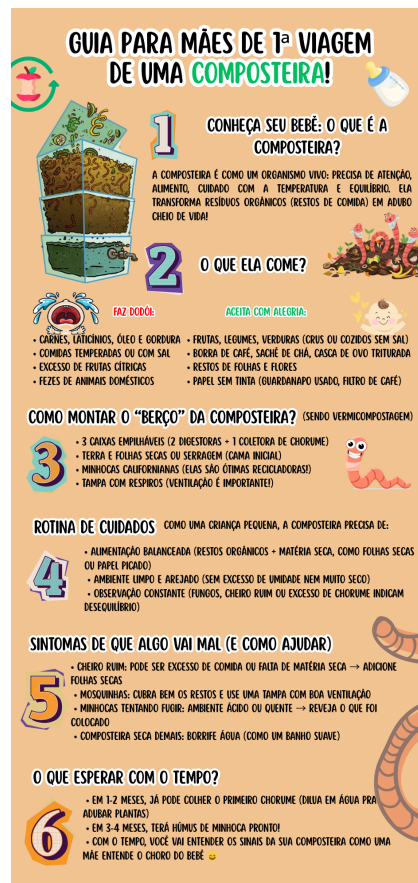 GUIA PARA MÃES DE 1ª VIAGEM
DE UMA COMPOSTEIRA!
1
CONHEÇA SEU BEBÊ: O QUE É A
COMPOSTEIRA?
A COMPOSTEIRA É COMO UM ORGANISMO VIVO: PRECISA DE ATENÇÃO,
ALIMENTO, CUIDADO COM A TEMPERATURA E EQUILÍBRIO. ELA
TRANSFORMA RESÍDUOS ORGÂNICOS (RESTOS DE COMIDA) EM ADUBO
CHEIO DE VIDA!
2
O QUE ELA COME?
FAZ DODÓI:
• CARNES, LATICÍNIOS, ÓLEO E GORDURA
• COMIDAS TEMPERADAS OU COM SAL
• EXCESSO DE FRUTAS CÍTRICAS
• FEZES DE ANIMAIS DOMÉSTICOS
ACEITA COM ALEGRIA:
• FRUTAS, LEGUMES, VERDURAS (CRUS OU COZIDOS SEM SAL)
• BORRA DE CAFÉ, SACHÊ DE CHÁ, CASCA DE OVO TRITURADA
• RESTOS DE FOLHAS E FLORES
• PAPEL SEM TINTA (GUARDANAPO USADO, FILTRO DE CAFÉ)
COMO MONTAR O “BERÇO” DA COMPOSTEIRA? (SENDO VERMICOMPOSTAGEM)
3
• 3 CAIXAS EMPILHÁVEIS (2 DIGESTORAS + 1 COLETORA DE CHORUME)
• TERRA E FOLHAS SECAS OU SERRAGEM (CAMA INICIAL)
• MINHOCAS CALIFORNIANAS (ELAS SÃO ÓTIMAS RECICLADORAS!)
• TAMPA COM RESPIROS (VENTILAÇÃO É IMPORTANTE!)
ROTINA DE CUIDADOS COMO UMA CRIANÇA PEQUENA, A COMPOSTEIRA PRECISA DE:
4
• ALIMENTAÇÃO BALANCEADA (RESTOS ORGÂNICOS + MATÉRIA SECA, COMO FOLHAS SECAS
OU PAPEL PICADO)
• AMBIENTE LIMPO E AREJADO (SEM EXCESSO DE UMIDADE NEM MUITO SECO)
• OBSERVAÇÃO CONSTANTE (FUNGOS, CHEIRO RUIM OU EXCESSO DE CHORUME INDICAM
DESEQUILÍBRIO)
SINTOMAS DE QUE ALGO VAI MAL (E COMO AJUDAR)
5
• CHEIRO RUIM: PODE SER EXCESSO DE COMIDA OU FALTA DE MATÉRIA SECA → ADICIONE
FOLHAS SECAS
• MOSQUINHAS: CUBRA BEM OS RESTOS E USE UMA TAMPA COM BOA VENTILAÇÃO
• MINHOCAS TENTANDO FUGIR: AMBIENTE ÁCIDO OU QUENTE → REVEJA O QUE FOI
COLOCADO
• COMPOSTEIRA SECA DEMAIS: BORRIFE ÁGUA (COMO UM BANHO SUAVE)
O QUE ESPERAR COM O TEMPO?
6
• EM 1-2 MESES, JÁ PODE COLHER O PRIMEIRO CHORUME (DILUA EM ÁGUA PRA
ADUBAR PLANTAS)
• EM 3-4 MESES, TERÁ HÚMUS DE MINHOCA PRONTO!
• COM O TEMPO, VOCÊ VAI ENTENDER OS SINAIS DA SUA COMPOSTEIRA COMO UMA
MÃE ENTENDE O CHORO DO BEBÊ 😄